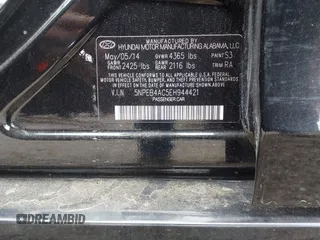 MANUFACTURED BY
HYUNDAI MOTOR MANUFACTURING ALABAMA, LLC
May/05/14 GVWR 4365 lbs PAINT S3
GAWR FRONT 2425 lbs GAWR REAR 2116 lbs TRIM RA
THIS VEHICLE CONFORMS TO ALL APPLICABLE FEDERAL MOTOR VEHICLE SAFETY, BUMPER, AND THEFT PREVENTION STANDARDS IN EFFECT ON THE DATE OF MANUFACTURE SHOWN ABOVE.
V.I.N 5NPEB4AC5EH944421
PASSENGER CAR
DREAMBID